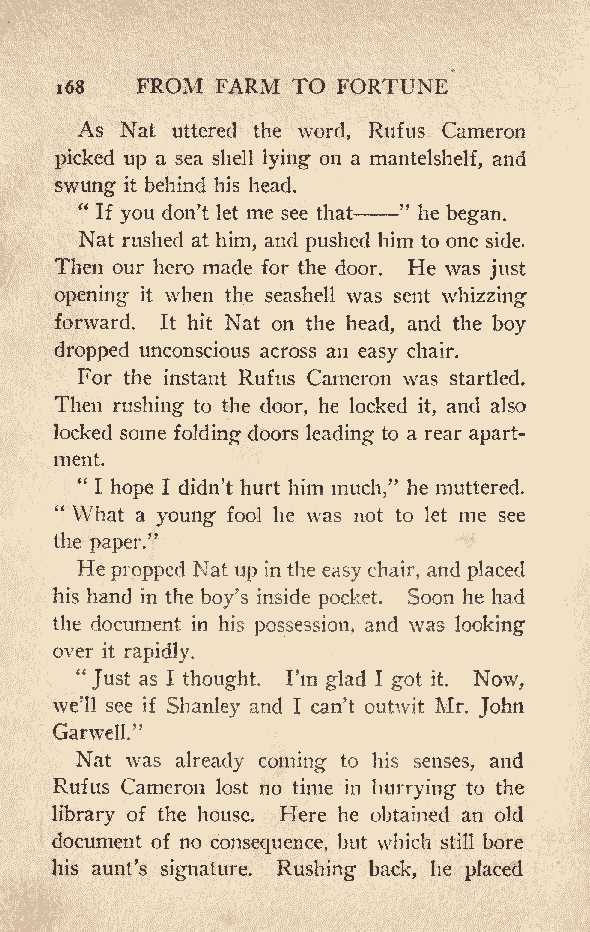 168 FROM FARM TO FORTUNE
As Nat uttered the word, Rufus Cameron
picked up a sea shell lying on a mantelshelf, and
swung it behind his head.
“ If you don’t let me see that——” he began.
Nat rushed at him, and pushed him to one side.
Then our hero made for the door. He was just
opening it when the seashell was sent whizzing
forward. It hit Nat on the head, and the boy
dropped unconscious across an easy chair.
For the instant Rufus Cameron was startled.
Then rushing to the door, he locked it, and also
locked some folding doors leading to a rear apart-
ment.
“ I hope I didn’t hurt him much,” he muttered.
“ What a young fool he was not to let me see
the paper.”
He propped Nat up in the easy chair, and placed
his hand in the boy’s inside pocket. Soon he had
the document in his possession, and was looking
over it rapidly.
“ Just as I thought. I’m glad I got it. Now,
we’ll see if Shanley and I can’t outwit Mr. John
Garwell.”
Nat was already coming to his senses, and
Rufus Cameron lost no time in hurrying to the
library of the house. Here he obtained an old
document of no consequence, but which still bore
his aunt’s signature. Rushing back, he placed